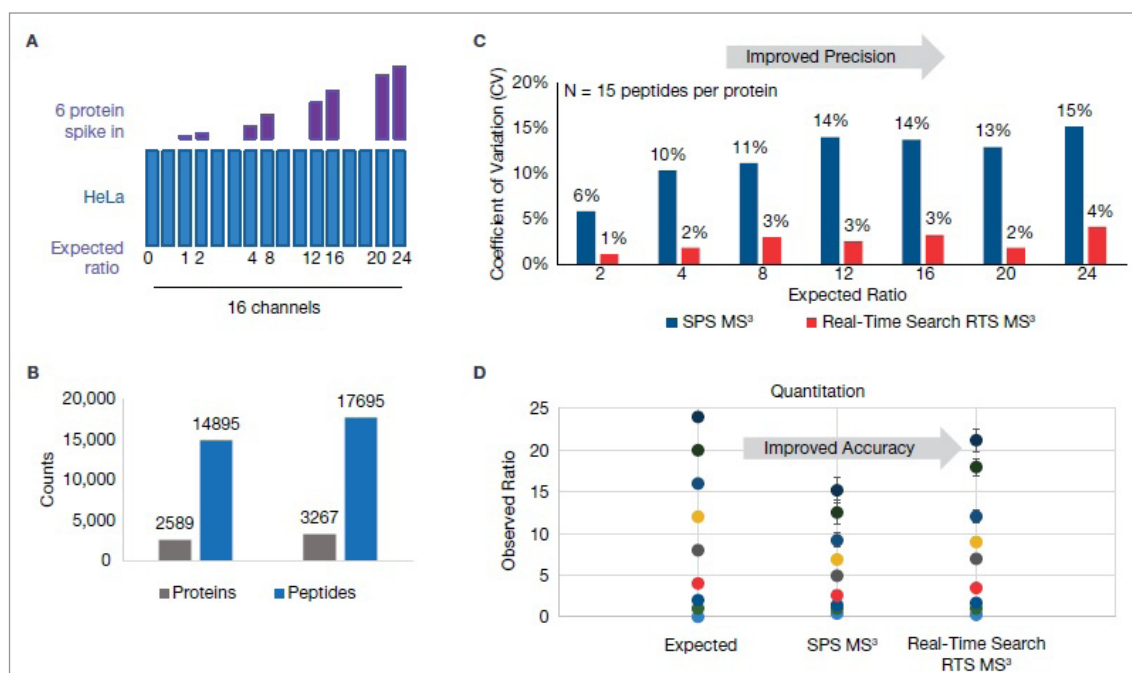 A
6 protein
spike in
HeLa
Expected
ratio
0 1 2 4 8 12 16 20 24
16 channels
B
20,000
15,000
10,000
5,000
0
Counts
2589
14895
3267
17695
Proteins Peptides
C
Improved Precision
N = 15 peptides per protein
Coefficient of Variation (CV)
20%
15%
10%
5%
0%
6% 1% 10% 2% 11% 3% 14% 3% 14% 3% 13% 2% 15% 4%
2 4 8 12 16 20 24
Expected Ratio
SPS MS³ Real-Time Search RTS MS³
D
Quantitation
Improved Accuracy
Observed Ratio
25
20
15
10
5
0
Expected SPS MS³ Real-Time Search
RTS MS³